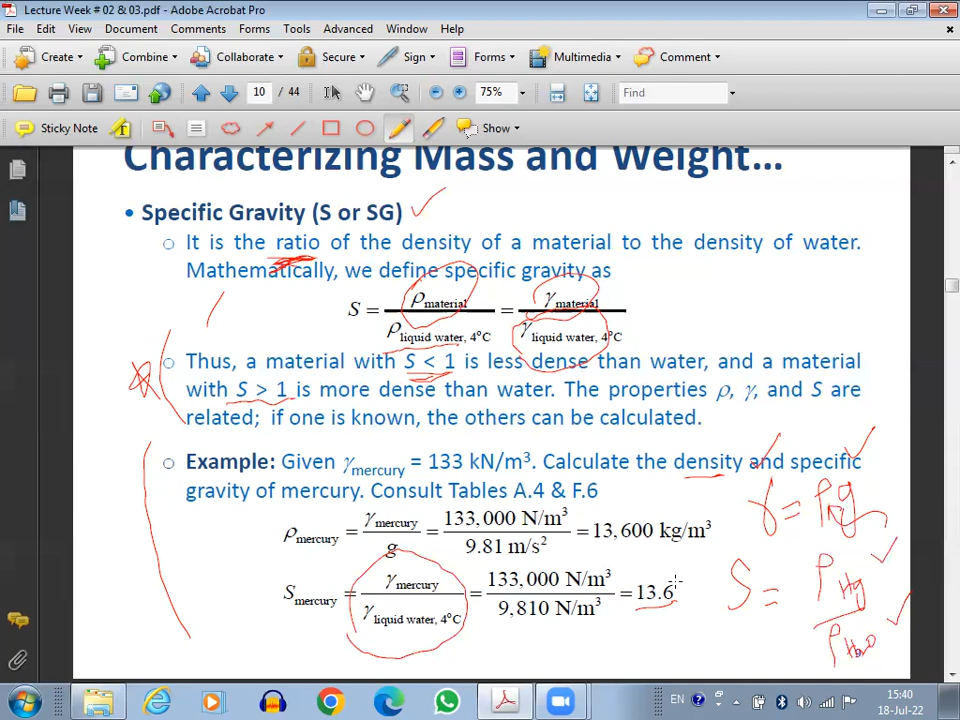 Lecture Week # 02 & 03.pdf - Adobe Acrobat Pro
File Edit View Document Comments Forms Tools Advanced Window Help
Create Combine Collaborate Secure Sign Forms Multimedia Comment
10 / 44 75% Find
Sticky Note Show
Characterizing Mass and Weight…
• Specific Gravity (S or SG)
○ It is the ratio of the density of a material to the density of water.
Mathematically, we define specific gravity as
S = ρ material / ρ liquid water, 4°C = γ material / γ liquid water, 4°C
○ Thus, a material with S < 1 is less dense than water, and a material
with S > 1 is more dense than water. The properties ρ, γ, and S are
related; if one is known, the others can be calculated.
○ Example: Given γmercury = 133 kN/m³. Calculate the density and specific
gravity of mercury. Consult Tables A.4 & F.6
γ = ρg
ρmercury = γmercury / g = 133,000 N/m³ / 9.81 m/s² = 13,600 kg/m³
Smercury = γmercury / γ liquid water, 4°C = 133,000 N/m³ / 9,810 N/m³ = 13.6
S = ρHg / ρH₂O
EN
15:40
18-Jul-22